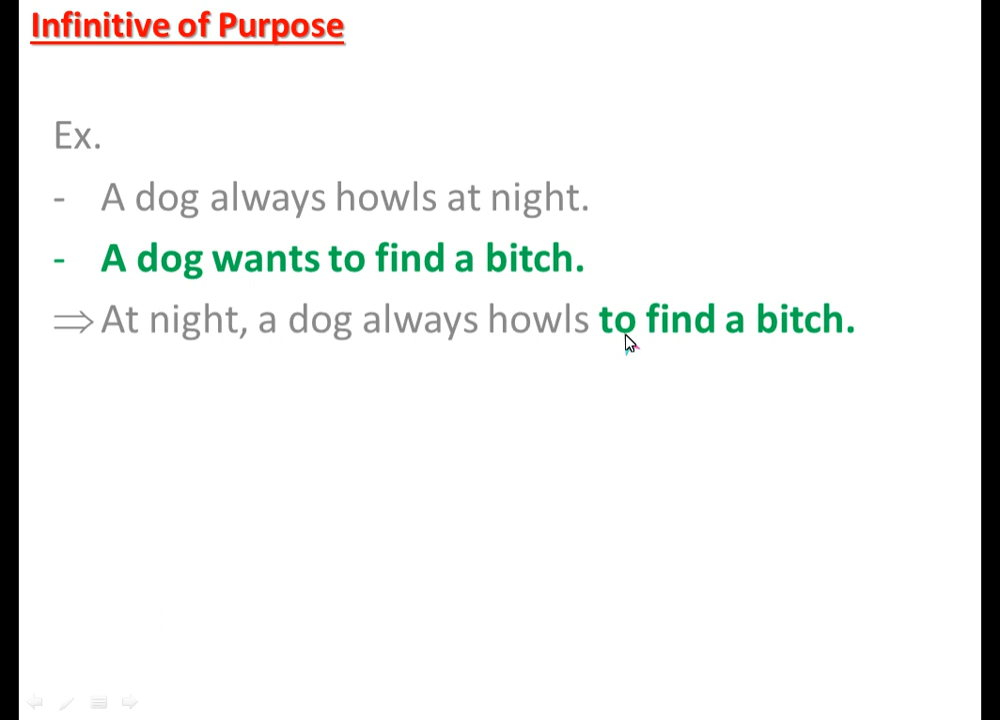 Infinitive of Purpose
Ex.
- A dog always howls at night.
- A dog wants to find a bitch.
⇒ At night, a dog always howls to find a bitch.